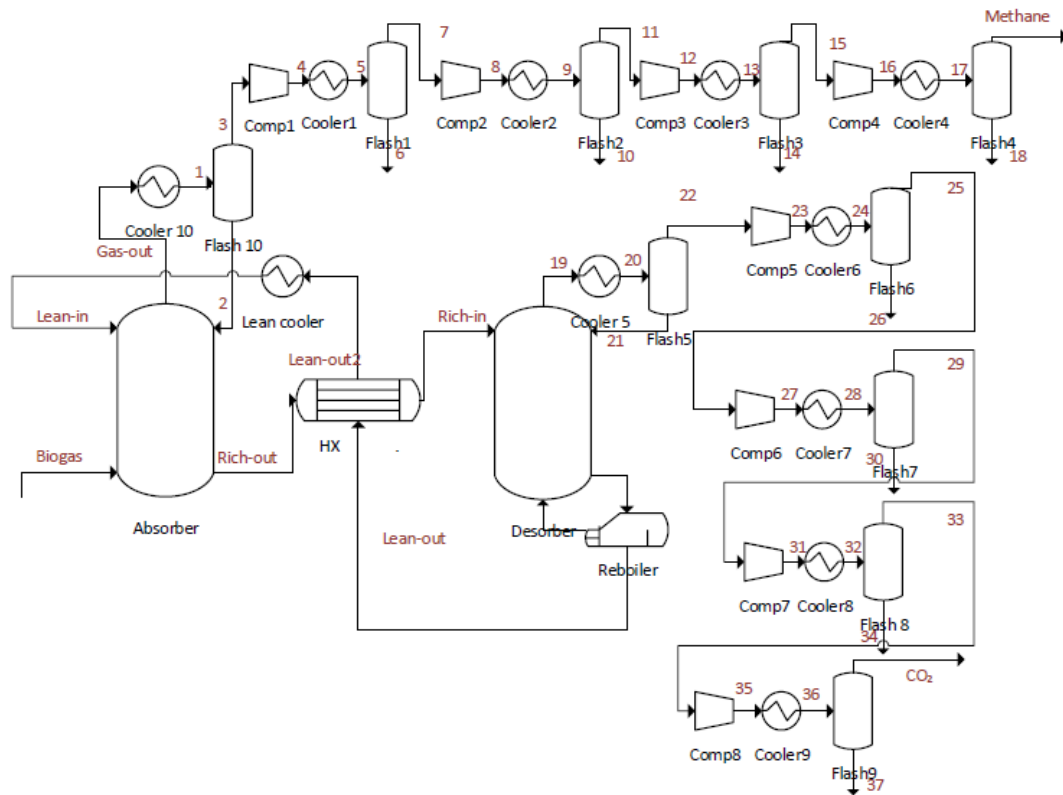 Methane
7
11
15
4
5
8
9
12
13
16
17
3
Comp1
Cooler1
Flash1
Comp2
Cooler2
Flash2
Comp3
Cooler3
Flash3
Comp4
Cooler4
Flash4
6
10
14
18
1
Cooler 10
Flash 10
22
25
23
24
Gas-out
19
20
Comp5
Cooler6
Flash6
Lean-in
2
Lean cooler
Rich-in
Cooler 5
Flash5
21
26
Lean-out2
29
27
28
HX
Biogas
Rich-out
Comp6
Cooler7
30
Flash7
Absorber
Lean-out
Desorber
33
31
32
Reboiler
Comp7
Cooler8
Flash 8
34
CO₂
35
36
Comp8
Cooler9
Flash9
37